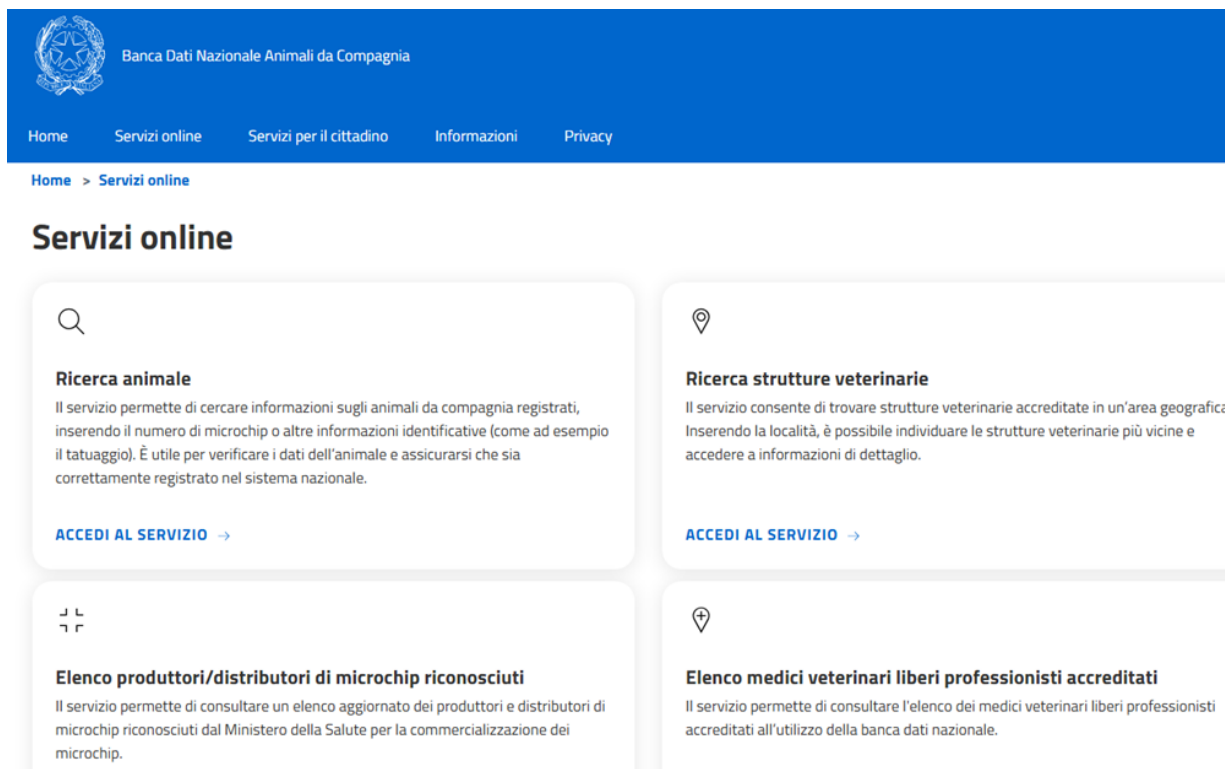 Banca Dati Nazionale Animali da Compagnia
Home Servizi online Servizi per il cittadino Informazioni Privacy
Home > Servizi online
Servizi online
Ricerca animale
Il servizio permette di cercare informazioni sugli animali da compagnia registrati,
inserendo il numero di microchip o altre informazioni identificative (come ad esempio
il tatuaggio). È utile per verificare i dati dell'animale e assicurarsi che sia
correttamente registrato nel sistema nazionale.
ACCEDI AL SERVIZIO →
Ricerca strutture veterinarie
Il servizio consente di trovare strutture veterinarie accreditate in un'area geografica
Inserendo la località, è possibile individuare le strutture veterinarie più vicine e
accedere a informazioni di dettaglio.
ACCEDI AL SERVIZIO →
Elenco produttori/distributori di microchip riconosciuti
Il servizio permette di consultare un elenco aggiornato dei produttori e distributori di
microchip riconosciuti dal Ministero della Salute per la commercializzazione dei
microchip.
Elenco medici veterinari liberi professionisti accreditati
Il servizio permette di consultare l'elenco dei medici veterinari liberi professionisti
accreditati all'utilizzo della banca dati nazionale.